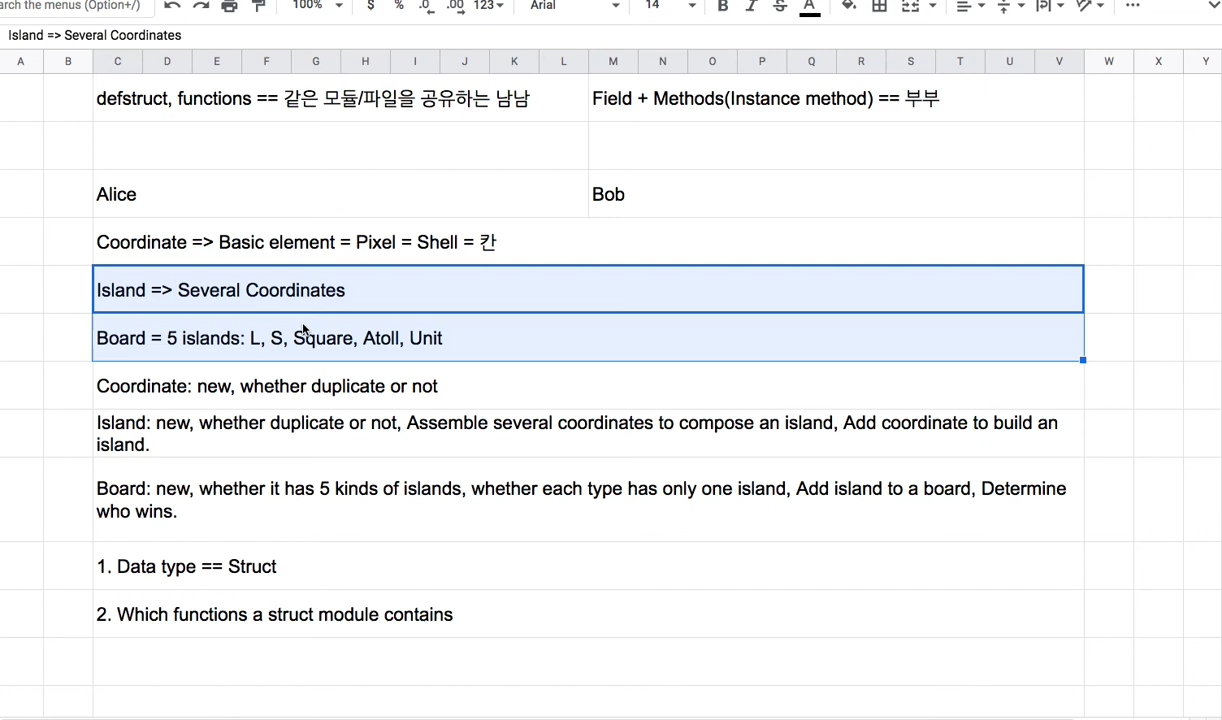 arch the menus (Option+/)
100%
$
%
.0
.00
123
Arial
14
B
I
S
A
Island => Several Coordinates
A B C D E F G H I J K L M N O P Q R S T U V W X Y
defstruct, functions == 같은 모듈/파일을 공유하는 남남
Field + Methods(Instance method) == 부부
Alice
Bob
Coordinate => Basic element = Pixel = Shell = 칸
Island => Several Coordinates
Board = 5 islands: L, S, Square, Atoll, Unit
Coordinate: new, whether duplicate or not
Island: new, whether duplicate or not, Assemble several coordinates to compose an island, Add coordinate to build an
island.
Board: new, whether it has 5 kinds of islands, whether each type has only one island, Add island to a board, Determine
who wins.
1. Data type == Struct
2. Which functions a struct module contains